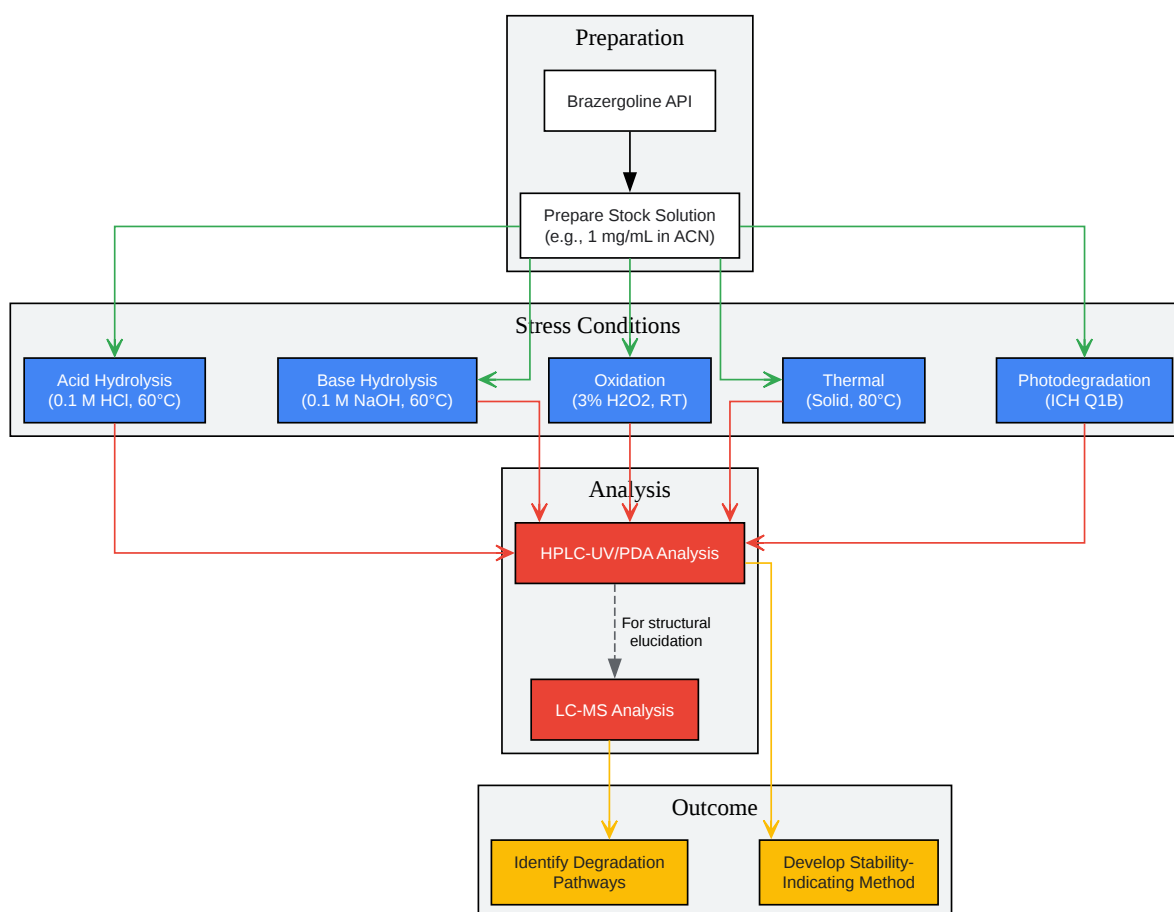 Preparation
Brazergoline API
Prepare Stock Solution
(e.g., 1 mg/mL in ACN)
Stress Conditions
Acid Hydrolysis
(0.1 M HCl, 60°C)
Base Hydrolysis
(0.1 M NaOH, 60°C)
Oxidation
(3% H2O2, RT)
Thermal
(Solid, 80°C)
Photodegradation
(ICH Q1B)
Analysis
HPLC-UV/PDA Analysis
For structural
elucidation
LC-MS Analysis
Outcome
Identify Degradation
Pathways
Develop Stability-
Indicating Method